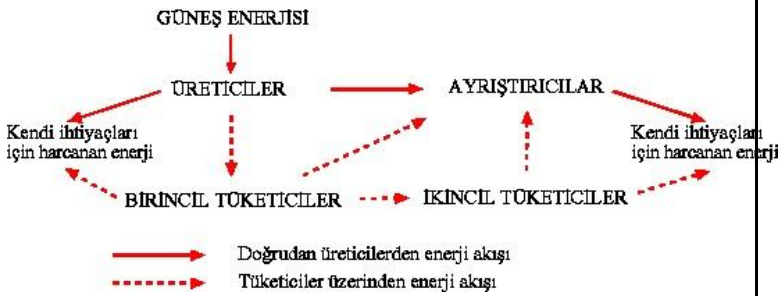 GÜNEŞ ENERJİSİ
ÜRETİCİLER
AYRIŞTIRICILAR
Kendi ihtiyaçları
için harcanan enerji
Kendi ihtiyaçları
için harcanan enerji
BİRİNCİL TÜKETİCİLER
İKİNCİL TÜKETİCİLER
Doğrudan üreticilerden enerji akışı
Tüketiciler üzerinden enerji akışı